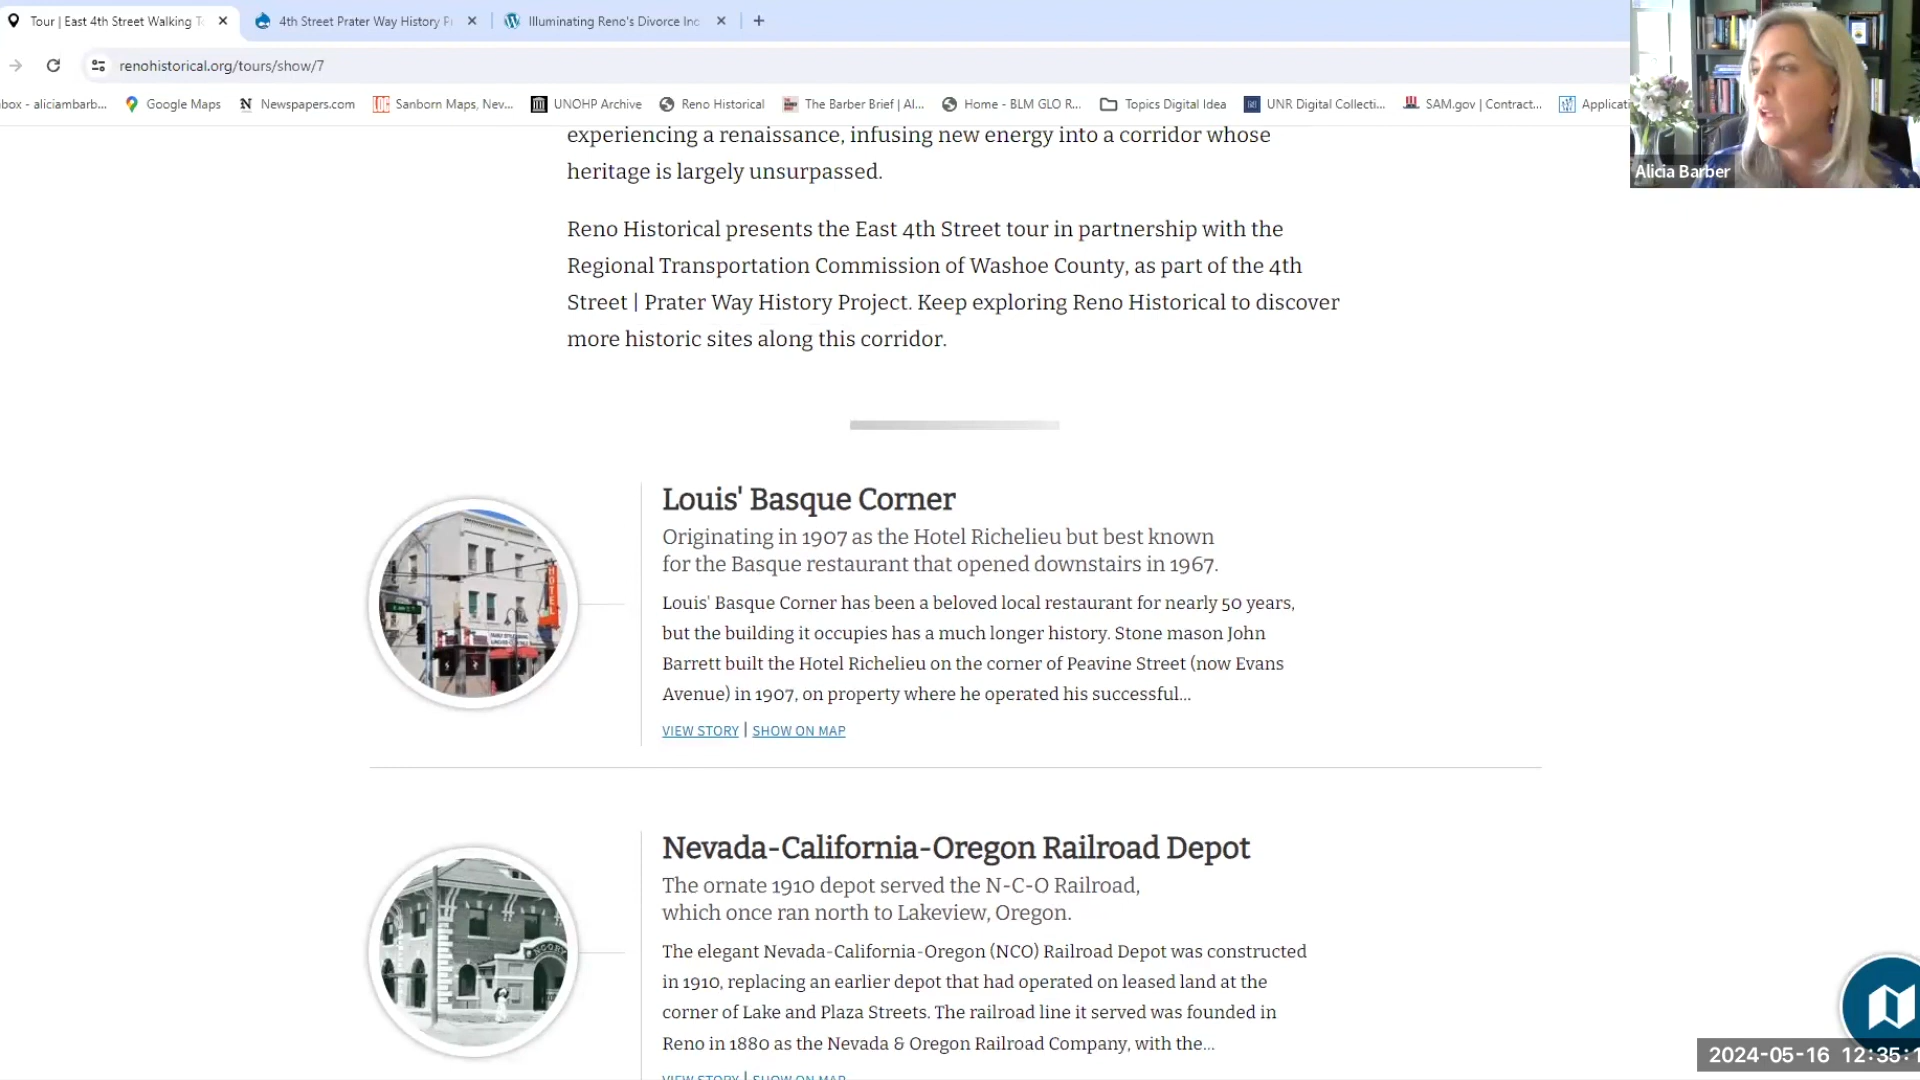 Tour | East 4th Street Walking T
4th Street Prater Way History P
Illuminating Reno's Divorce Ind
renohistorical.org/tours/show/7
box - aliciambarb...
Google Maps
Newspapers.com
Sanborn Maps, Nev...
UNOHP Archive
Reno Historical
The Barber Brief | Al...
Home - BLM GLO R...
Topics Digital Idea
UNR Digital Collecti...
SAM.gov | Contract...
Applicati
Alicia Barber
experiencing a renaissance, infusing new energy into a corridor whose
heritage is largely unsurpassed.
Reno Historical presents the East 4th Street tour in partnership with the
Regional Transportation Commission of Washoe County, as part of the 4th
Street | Prater Way History Project. Keep exploring Reno Historical to discover
more historic sites along this corridor.
Louis' Basque Corner
Originating in 1907 as the Hotel Richelieu but best known
for the Basque restaurant that opened downstairs in 1967.
Louis' Basque Corner has been a beloved local restaurant for nearly 50 years,
but the building it occupies has a much longer history. Stone mason John
Barrett built the Hotel Richelieu on the corner of Peavine Street (now Evans
Avenue) in 1907, on property where he operated his successful...
VIEW STORY | SHOW ON MAP
HOTEL
Nevada-California-Oregon Railroad Depot
The ornate 1910 depot served the N-C-O Railroad,
which once ran north to Lakeview, Oregon.
The elegant Nevada-California-Oregon (NCO) Railroad Depot was constructed
in 1910, replacing an earlier depot that had operated on leased land at the
corner of Lake and Plaza Streets. The railroad line it served was founded in
Reno in 1880 as the Nevada & Oregon Railroad Company, with the...
VIEW STORY | SHOW ON MAP
2024-05-16 12:35:1